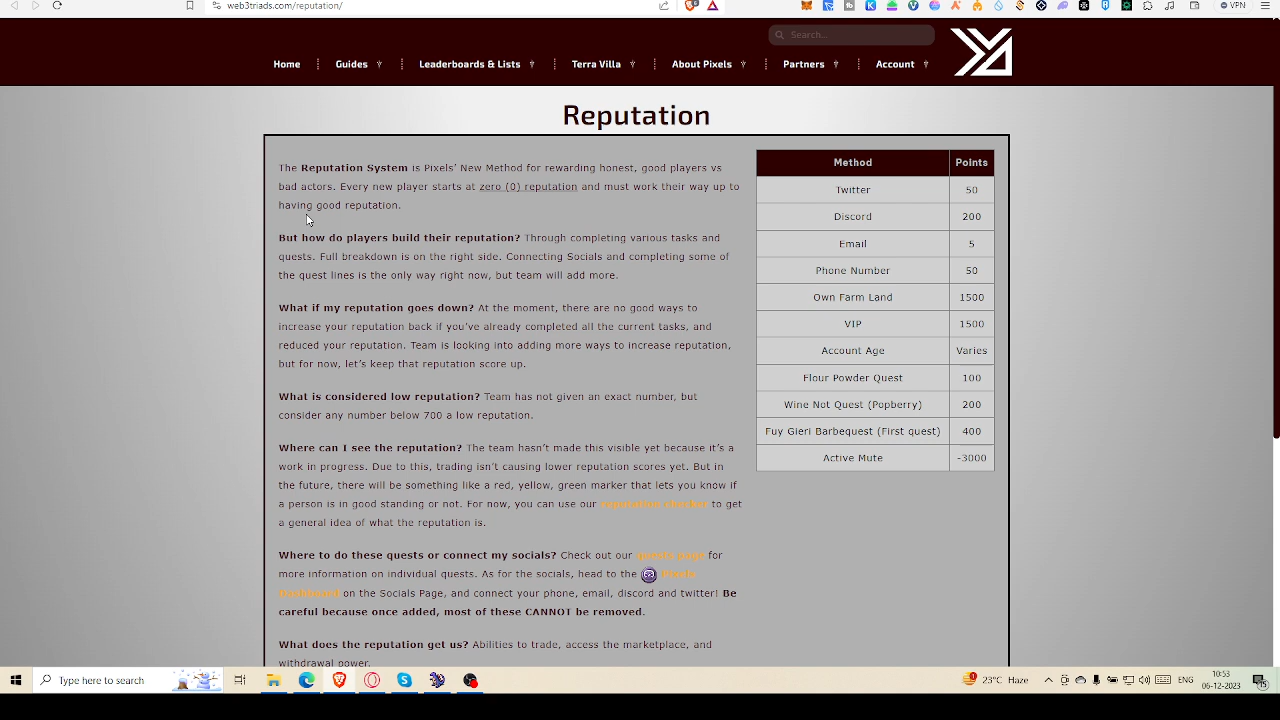 web3triads.com/reputation/
VPN
Search...
Home
Guides
Leaderboards & Lists
Terra Villa
About Pixels
Partners
Account
Reputation
The Reputation System is Pixels' New Method for rewarding honest, good players vs
bad actors. Every new player starts at zero (0) reputation and must work their way up to
having good reputation.
But how do players build their reputation? Through completing various tasks and
quests. Full breakdown is on the right side. Connecting Socials and completing some of
the quest lines is the only way right now, but team will add more.
What if my reputation goes down? At the moment, there are no good ways to
increase your reputation back if you've already completed all the current tasks, and
reduced your reputation. Team is looking into adding more ways to increase reputation,
but for now, let's keep that reputation score up.
What is considered low reputation? Team has not given an exact number, but
consider any number below 700 a low reputation.
Where can I see the reputation? The team hasn't made this visible yet because it's a
work in progress. Due to this, trading isn't causing lower reputation scores yet. But in
the future, there will be something like a red, yellow, green marker that lets you know if
a person is in good standing or not. For now, you can use our reputation checker to get
a general idea of what the reputation is.
Where to do these quests or connect my socials? Check out our quests page for
more information on individual quests. As for the socials, head to the Pixels
dashboard on the Socials Page, and connect your phone, email, discord and twitter! Be
careful because once added, most of these CANNOT be removed.
What does the reputation get us? Abilities to trade, access the marketplace, and
withdrawal power.
Method Points
Twitter 50
Discord 200
Email 5
Phone Number 50
Own Farm Land 1500
VIP 1500
Account Age Varies
Flour Powder Quest 100
Wine Not Quest (Popberry) 200
Fuy Gieri Barbequest (First quest) 400
Active Mute -3000
Type here to search
23°C Haze
ENG
10:53
06-12-2023